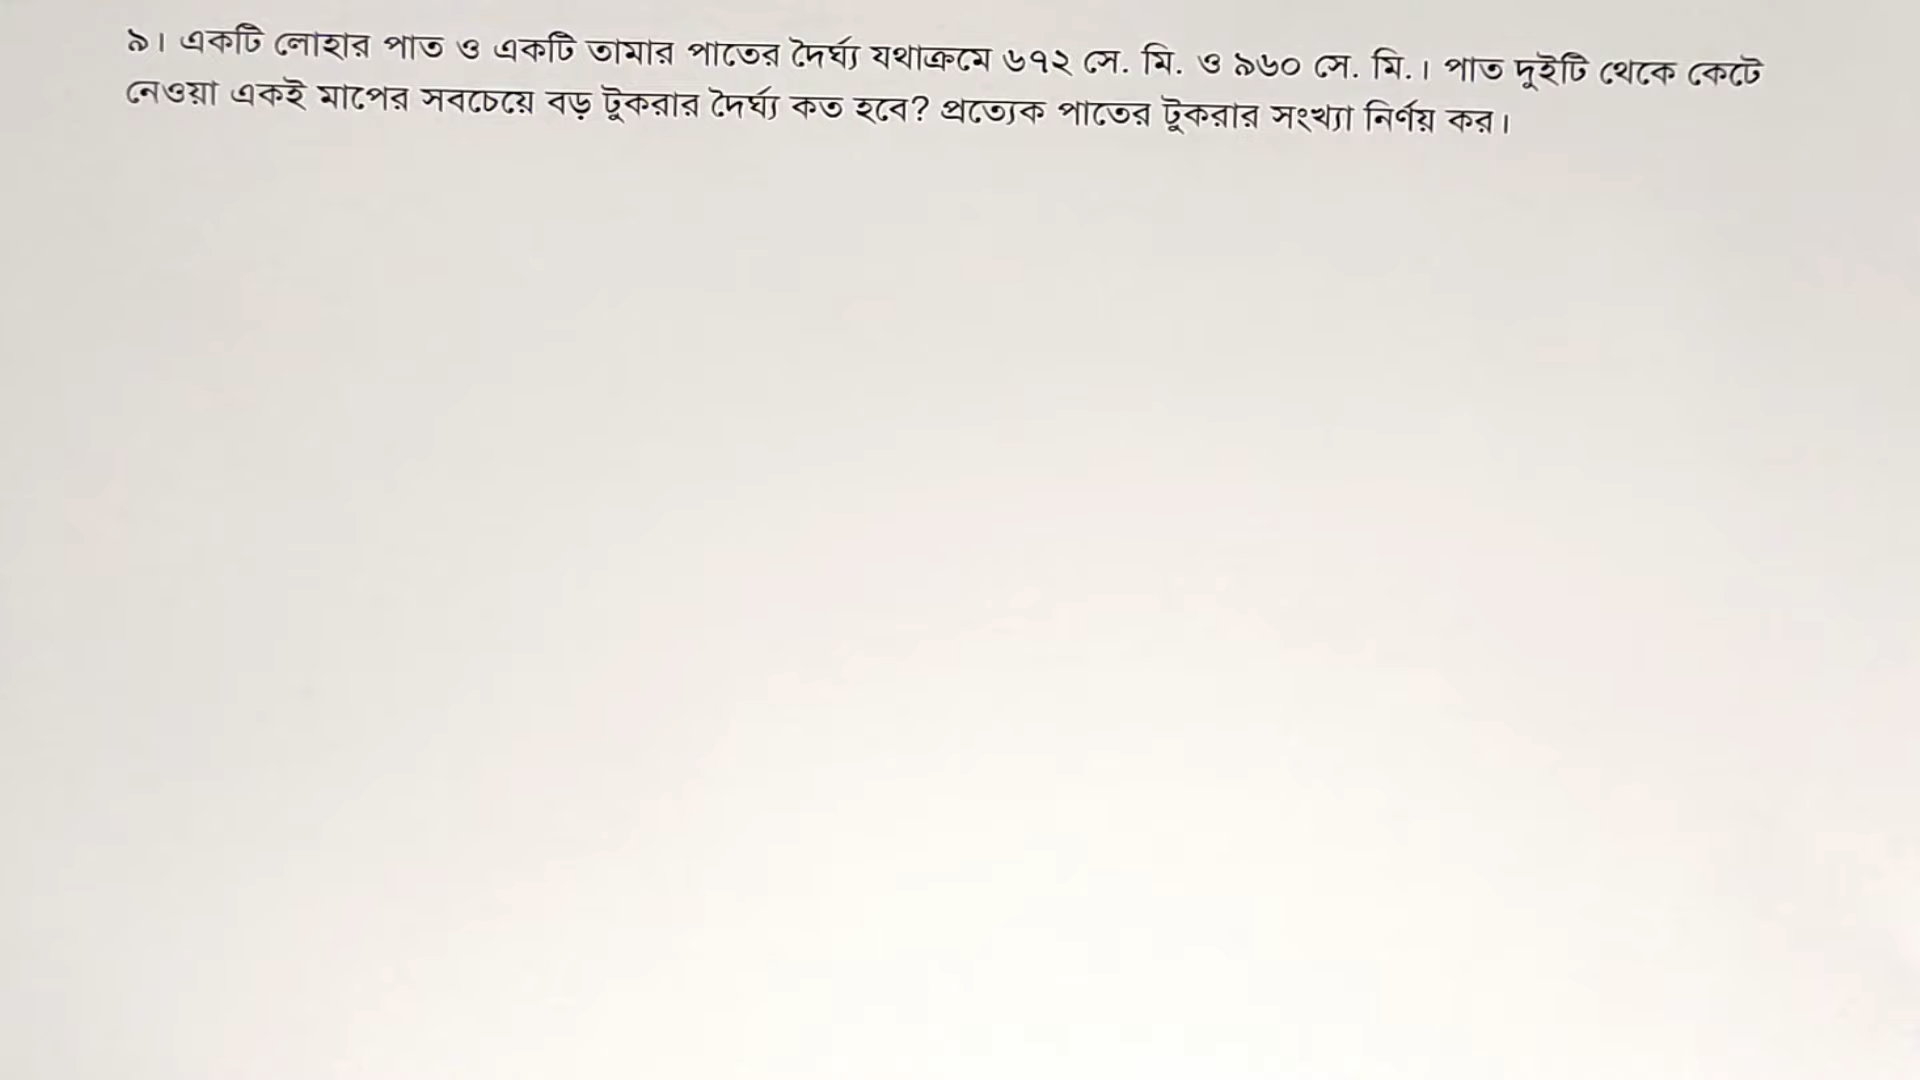 ৯। একটি লোহার পাত ও একটি তামার পাতের দৈর্ঘ্য যথাক্রমে ৬৭২ সে. মি. ও ৯৬০ সে. মি.। পাত দুইটি থেকে কেটে
নেওয়া একই মাপের সবচেয়ে বড় টুকরার দৈর্ঘ্য কত হবে? প্রত্যেক পাতের টুকরার সংখ্যা নির্ণয় কর।